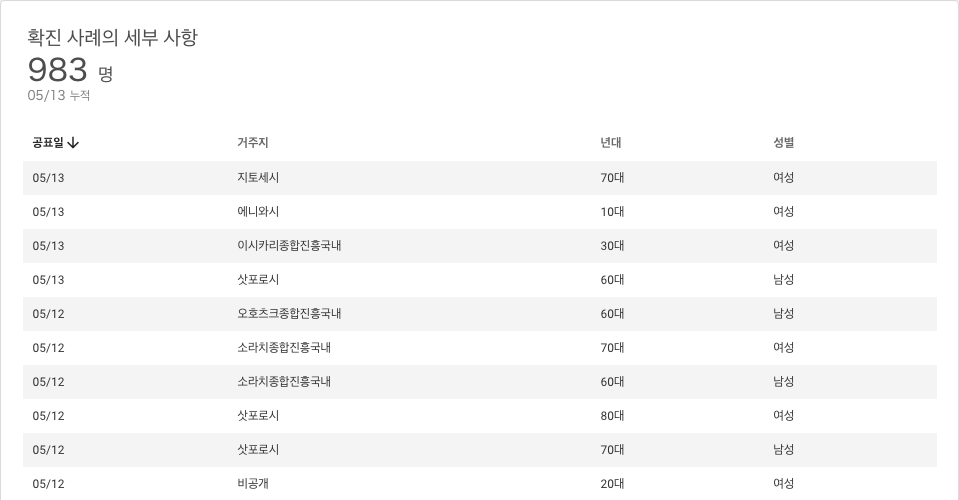 확진 사례의 세부 사항
983 명
05/13 누적
공표일 거주지 년대 성별
05/13 지토세시 70대 여성
05/13 에니와시 10대 여성
05/13 이시카리종합진흥국내 30대 여성
05/13 삿포로시 60대 남성
05/12 오호츠크종합진흥국내 60대 남성
05/12 소라치종합진흥국내 70대 여성
05/12 소라치종합진흥국내 60대 남성
05/12 삿포로시 80대 여성
05/12 삿포로시 70대 남성
05/12 비공개 20대 여성